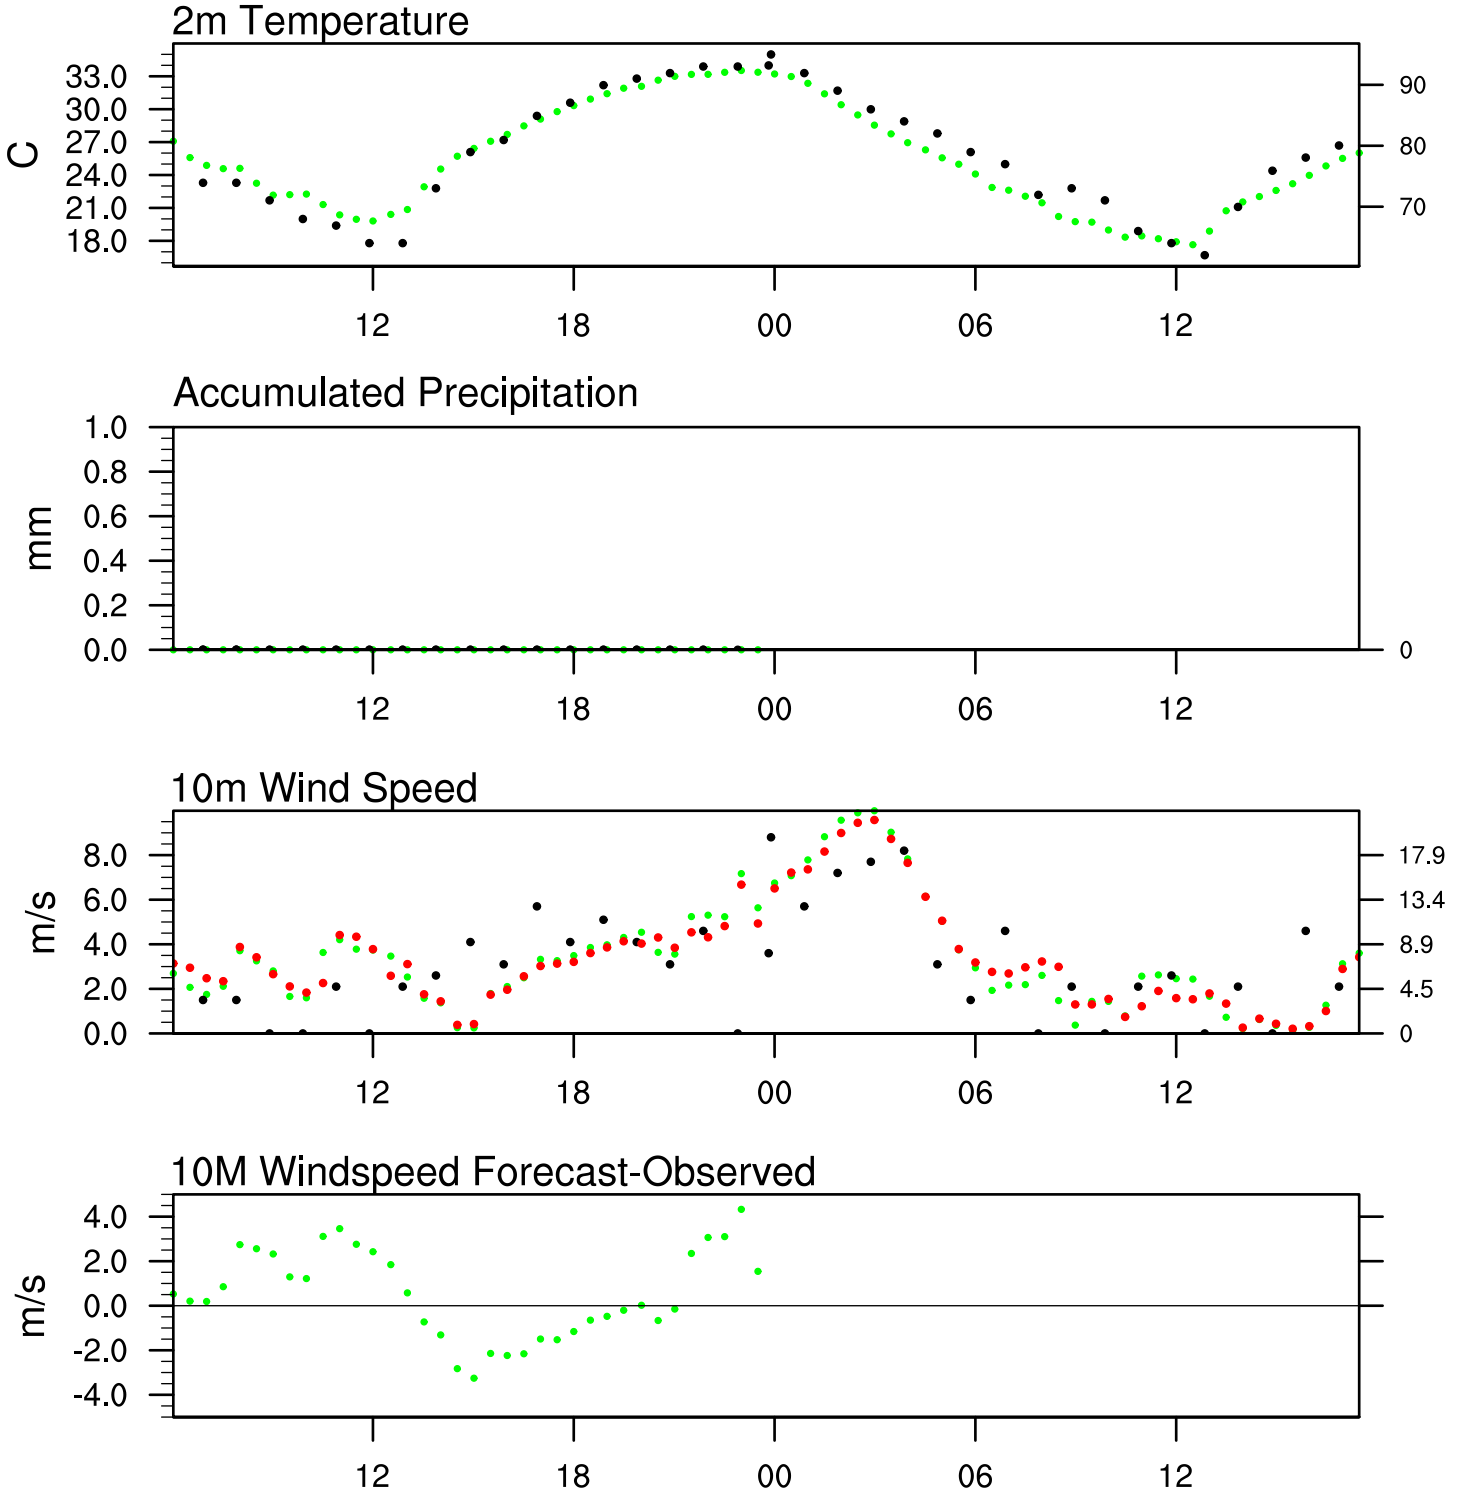 2m Temperature
33.0
30.0
27.0
24.0
21.0
18.0
C
90
80
70
12 18 00 06 12
Accumulated Precipitation
1.0
0.8
0.6
0.4
0.2
0.0
mm
0
12 18 00 06 12
10m Wind Speed
8.0
6.0
4.0
2.0
0.0
m/s
17.9
13.4
8.9
4.5
0
12 18 00 06 12
10M Windspeed Forecast-Observed
4.0
2.0
0.0
-2.0
-4.0
m/s
12 18 00 06 12